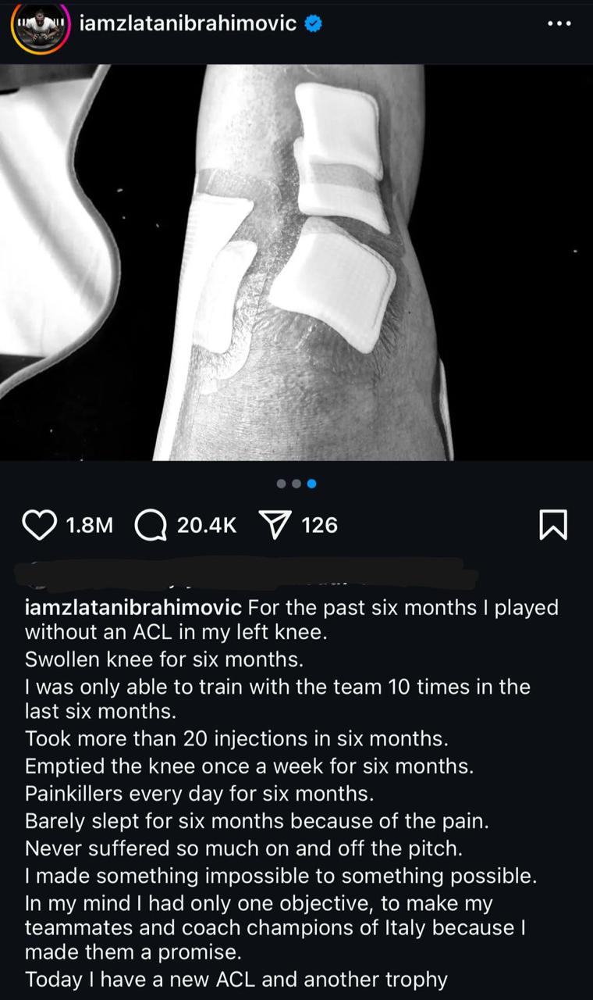 iamzlatanibrahimovic
1.8M 20.4K 126
iamzlatanibrahimovic For the past six months I played
without an ACL in my left knee.
Swollen knee for six months.
I was only able to train with the team 10 times in the
last six months.
Took more than 20 injections in six months.
Emptied the knee once a week for six months.
Painkillers every day for six months.
Barely slept for six months because of the pain.
Never suffered so much on and off the pitch.
I made something impossible to something possible.
In my mind I had only one objective, to make my
teammates and coach champions of Italy because I
made them a promise.
Today I have a new ACL and another trophy